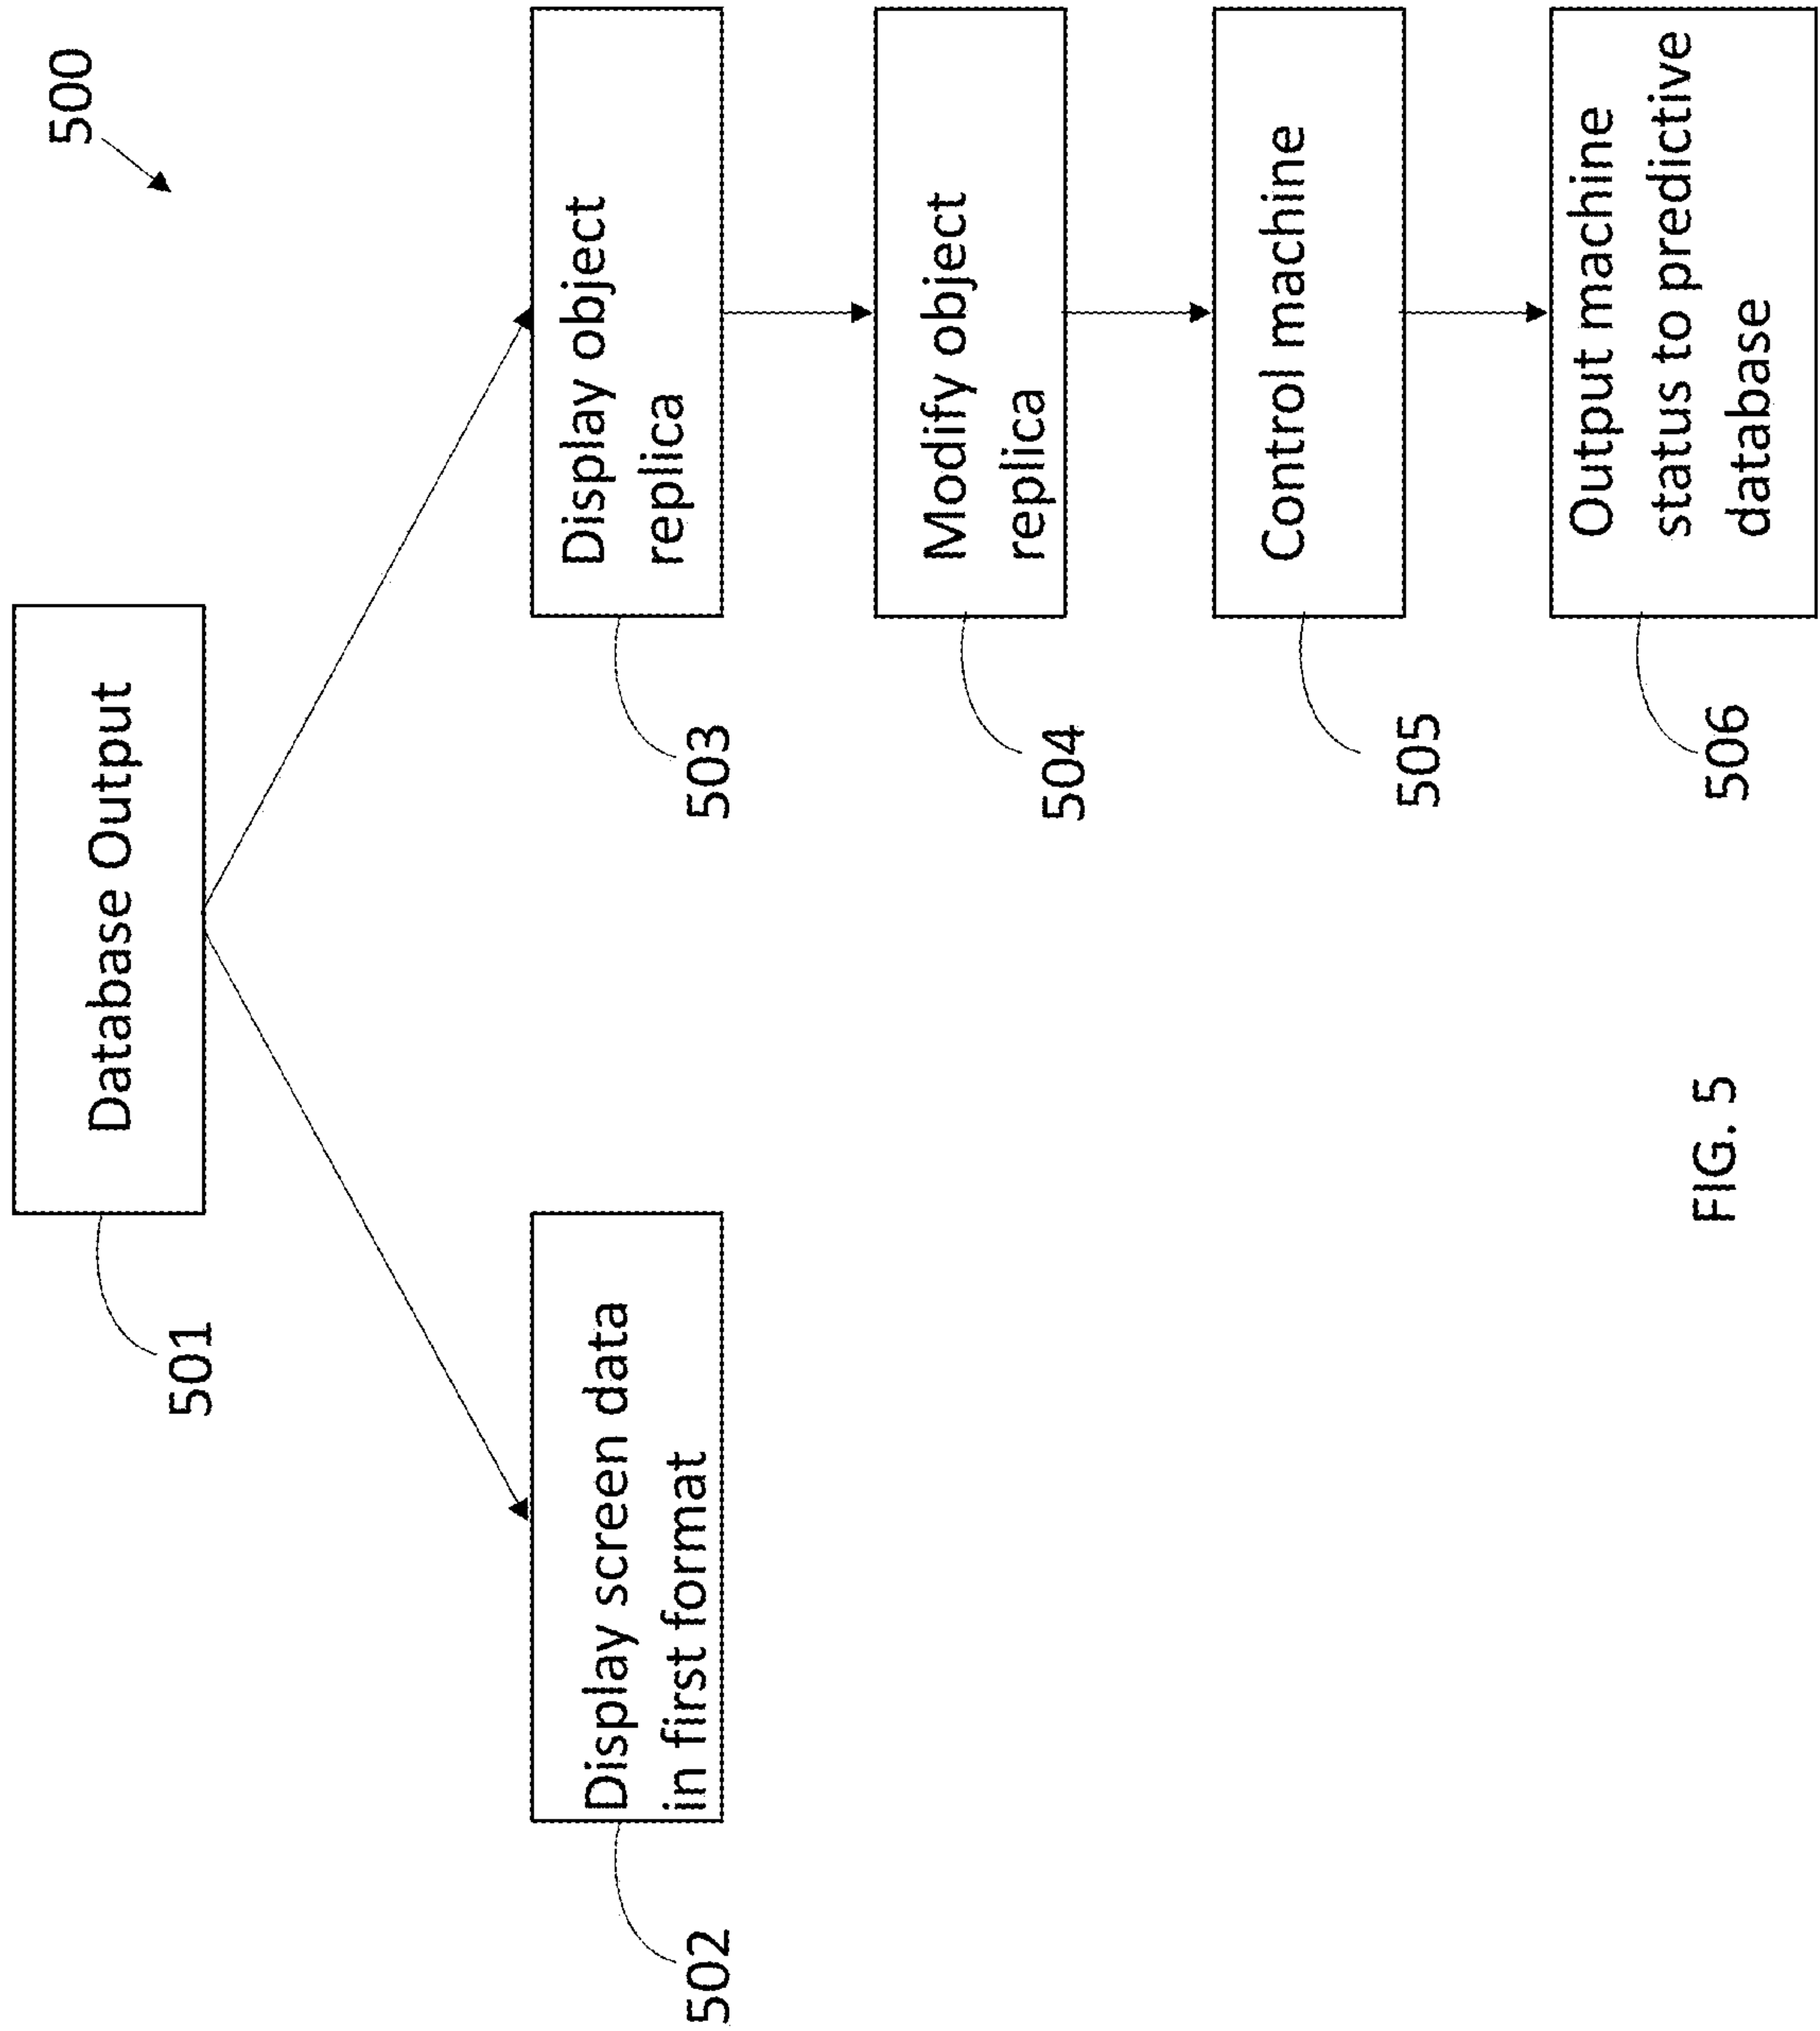 500
Database Output
501
Display screen data
in first format
502
Display object
replica
503
Modify object
replica
504
Control machine
505
Output machine
status to predictive
database
506
FIG. 5